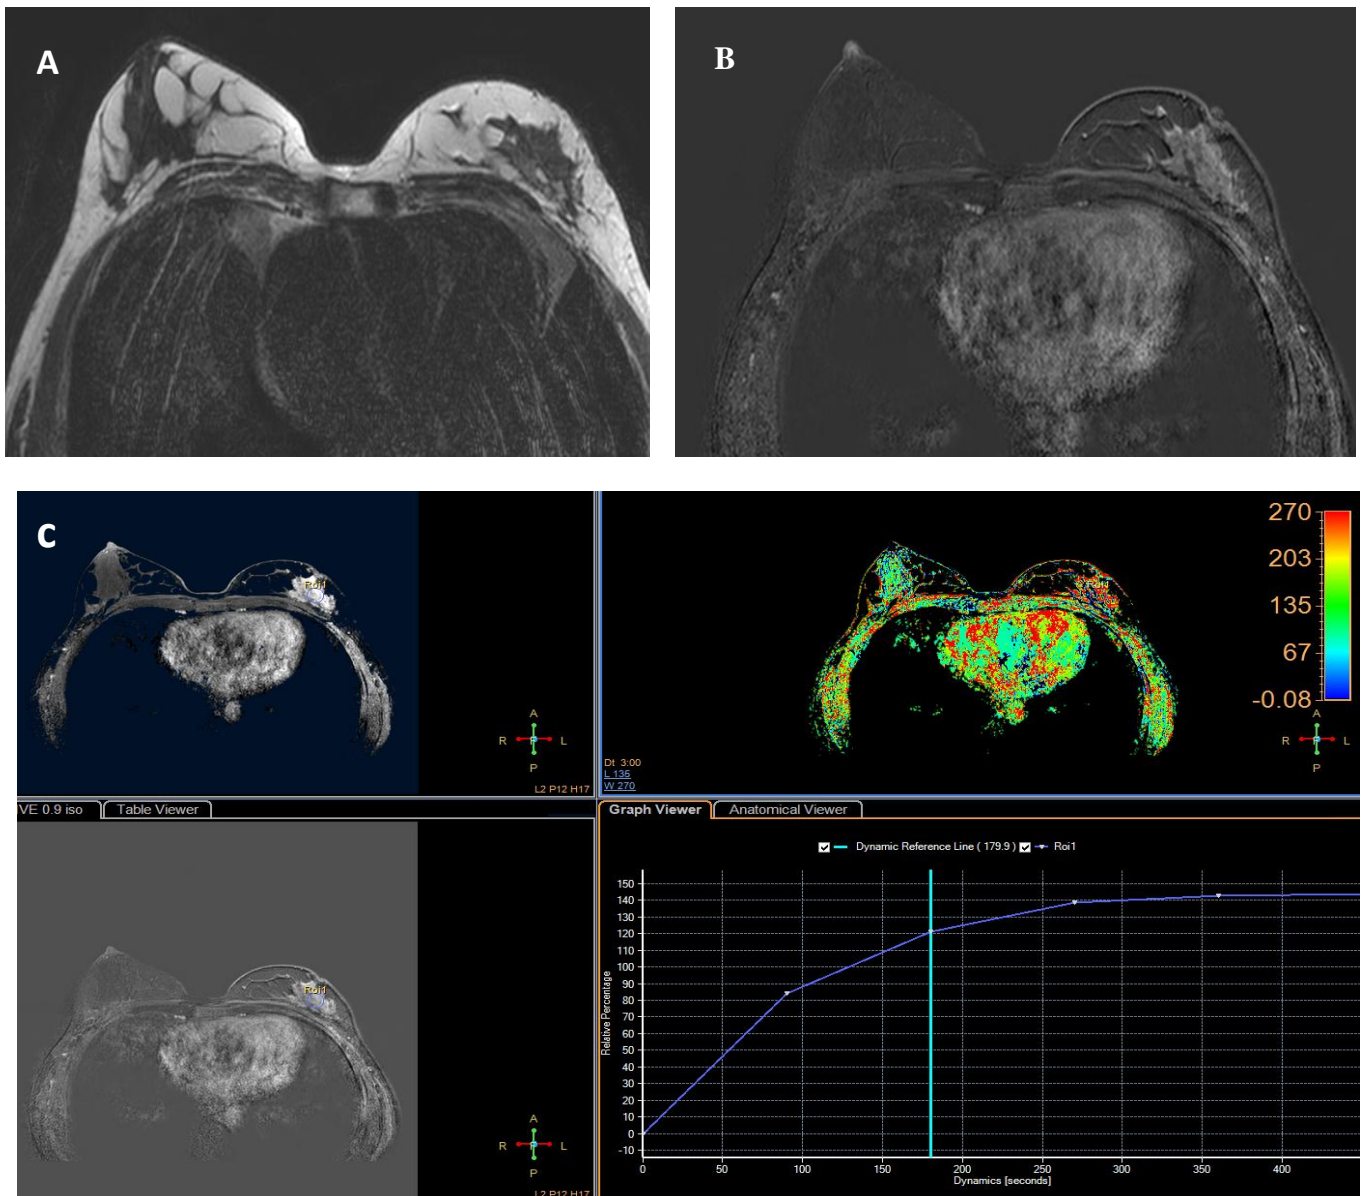 A
B
C
R
A
L
P
L2 P12 H17
270
203
135
67
-0.08
Dt 3:00
L 135
W 270
R
A
L
P
Roi1
VE 0.9 iso
Table Viewer
Graph Viewer
Anatomical Viewer
Roi1
R
A
L
P
L2 P12 H17
Dynamic Reference Line ( 179.9 )
Roi1
Relative Percentage
150
140
130
120
110
100
90
80
70
60
50
40
30
20
10
0
-10
0 50 100 150 200 250 300 350 400
Dynamics [seconds]